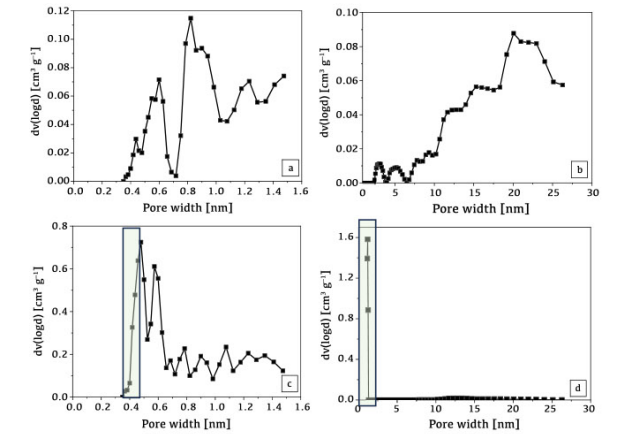 0.12
0.10
0.08
0.06
0.04
0.02
0.00
dv(logd) [cm³ g⁻¹]
0.0 0.2 0.4 0.6 0.8 1.0 1.2 1.4 1.6
Pore width [nm]
a
0.10
0.08
0.06
0.04
0.02
0.00
dv(logd) [cm³ g⁻¹]
0 5 10 15 20 25 30
Pore width [nm]
b
0.8
0.6
0.4
0.2
0.0
dv(logd) [cm³ g⁻¹]
0.0 0.2 0.4 0.6 0.8 1.0 1.2 1.4 1.6
Pore width [nm]
c
1.6
1.2
0.8
0.4
0.0
dv(logd) [cm³ g⁻¹]
0 5 10 15 20 25 30
Pore width [nm]
d